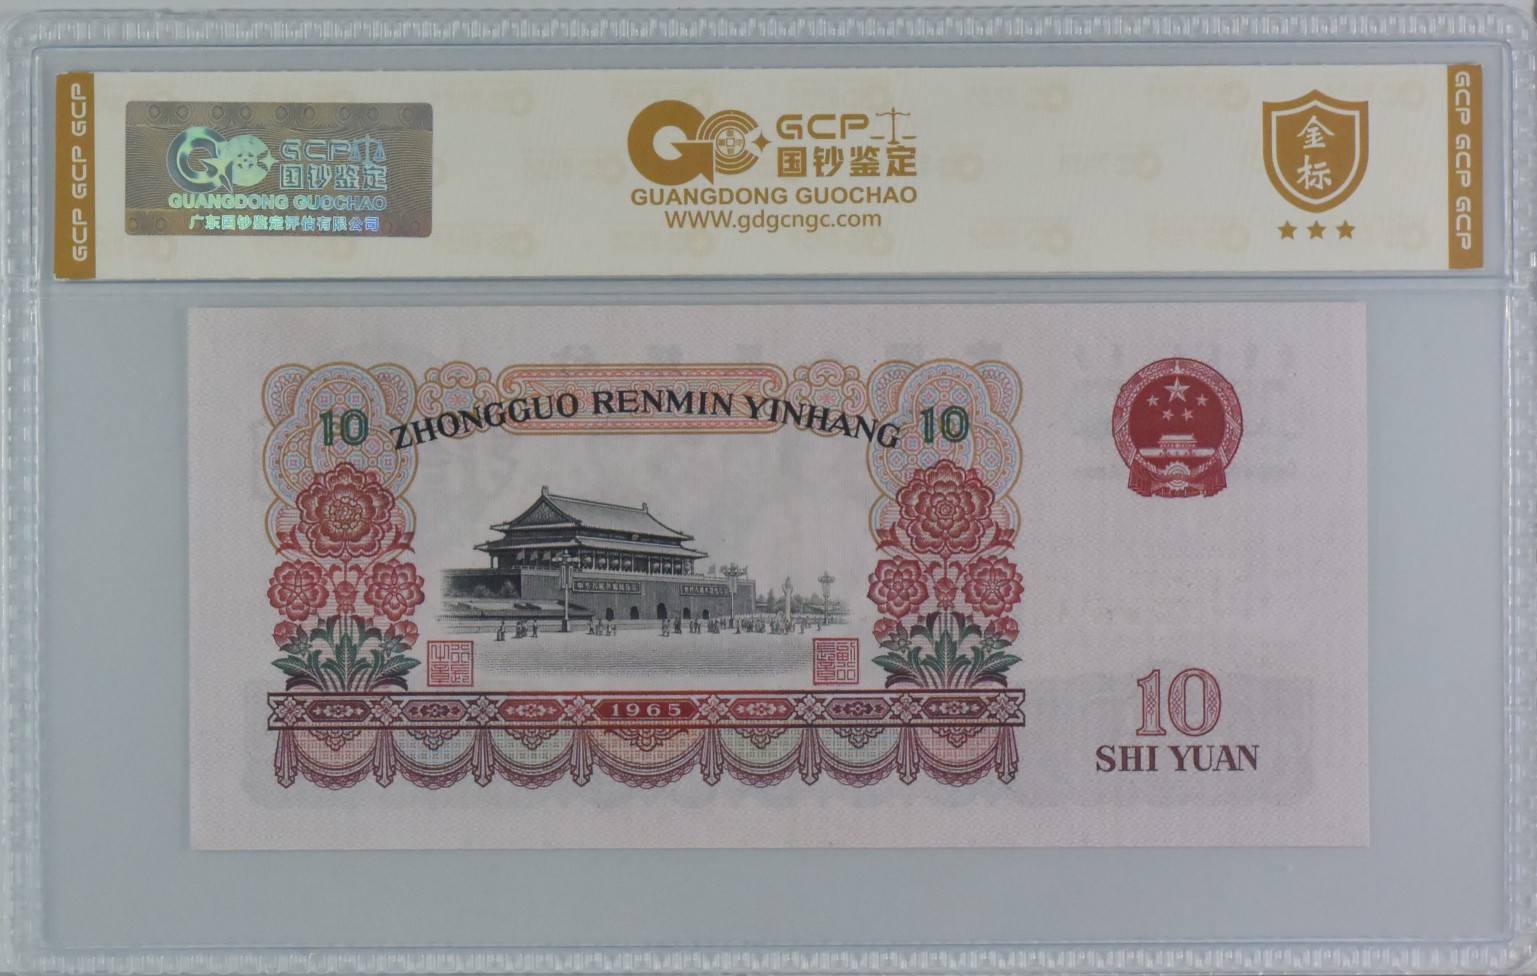 GCP GCP GCP
GCP
国钞鉴定
GUANGDONG GUOCHAO
广东国钞鉴定评估有限公司
GCP
国钞鉴定
GUANGDONG GUOCHAO
WWW.gdgcngc.com
金
标
GCP GCP GCP
10 ZHONGGUO RENMIN YINHANG 10
1965
10
SHI YUAN